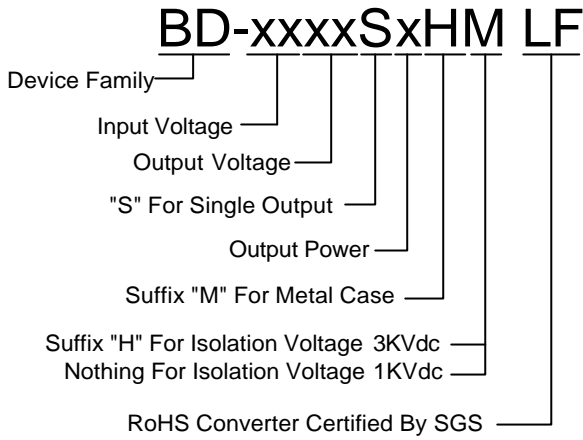 BD-xxxxSxHM LF
Device Family
Input Voltage
Output Voltage
"S" For Single Output
Output Power
Suffix "M" For Metal Case
Suffix "H" For Isolation Voltage 3KVdc
Nothing For Isolation Voltage 1KVdc
RoHS Converter Certified By SGS